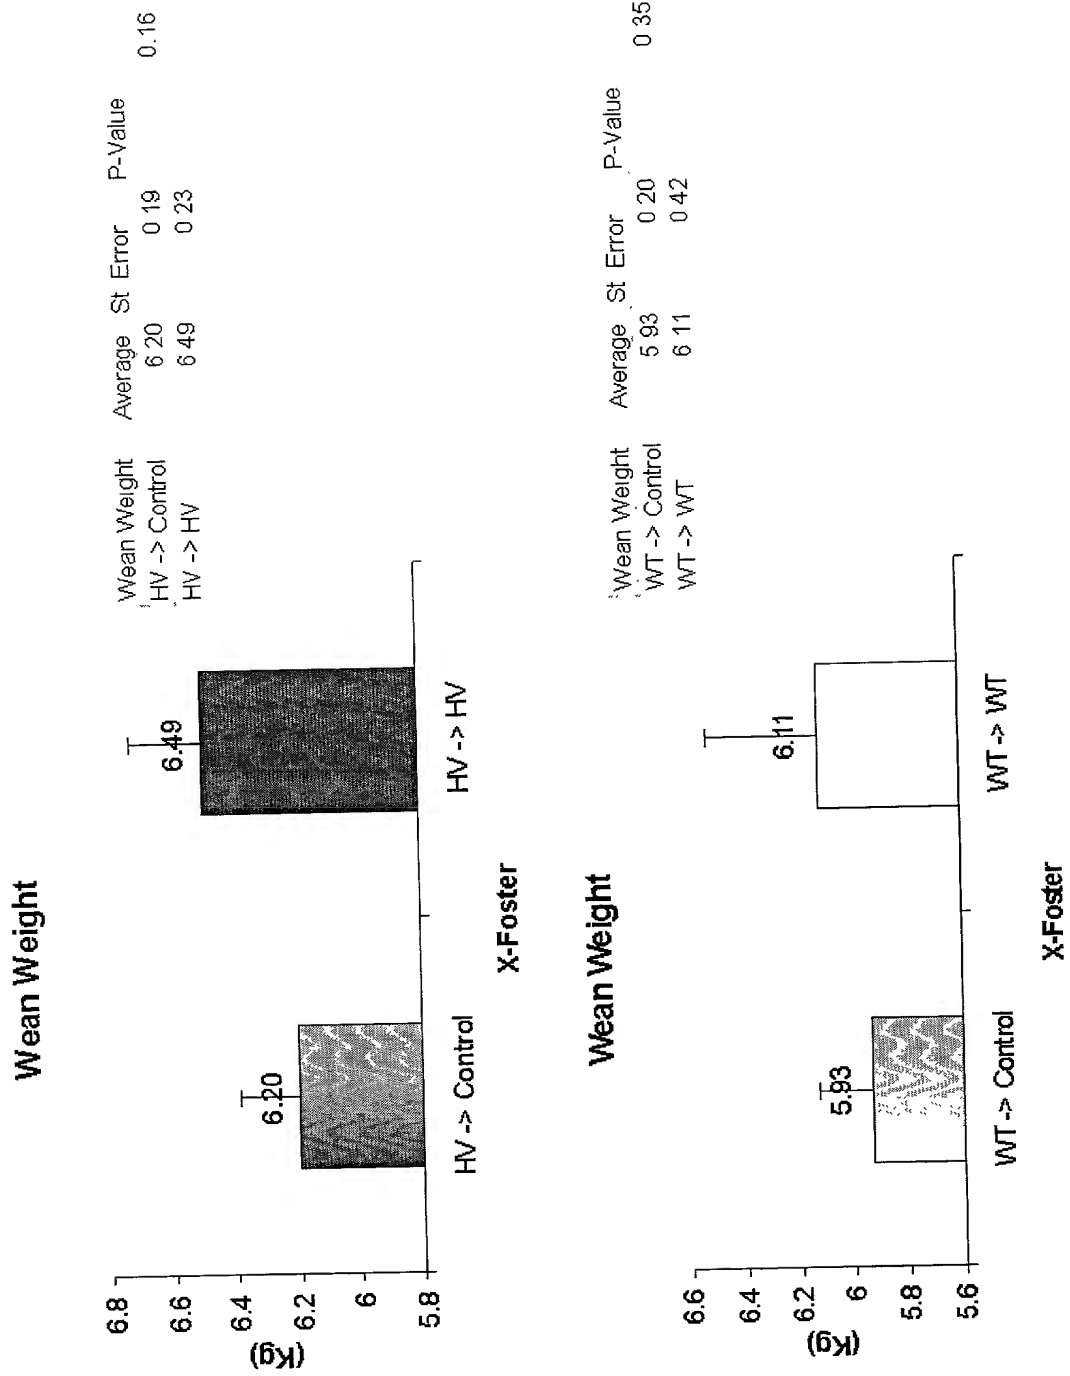 Wean Weight
6.8
6.6
6.4
6.2
6
5.8
(Kg)
6.20
6.49
HV -> Control
HV -> HV
X-Foster
Wean Weight Average St Error P-Value
HV -> Control 6 20 0 19 0.16
HV -> HV 6 49 0 23
Wean Weight
6.6
6.4
6.2
6
5.8
5.6
(Kg)
5.93
6.11
WT -> Control
WT -> WT
X-Foster
Wean Weight Average St Error P-Value
WT -> Control 5 93 0 20 0 35
WT -> WT 6 11 0 42